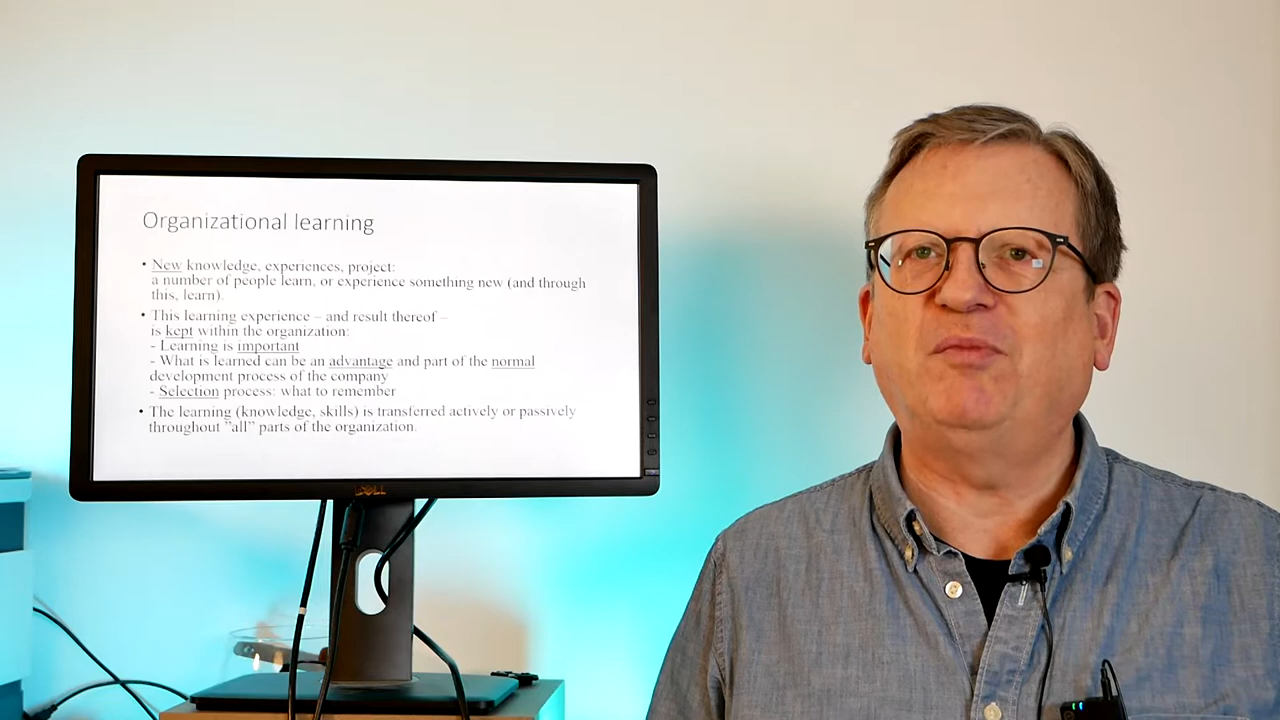 Organizational learning
• New knowledge, experiences, project:
a number of people learn, or experience something new (and through
this, learn).
• This learning experience – and result thereof –
is kept within the organization:
- Learning is important
- What is learned can be an advantage and part of the normal
development process of the company
- Selection process: what to remember
• The learning (knowledge, skills) is transferred actively or passively
throughout ”all” parts of the organization.
DELL